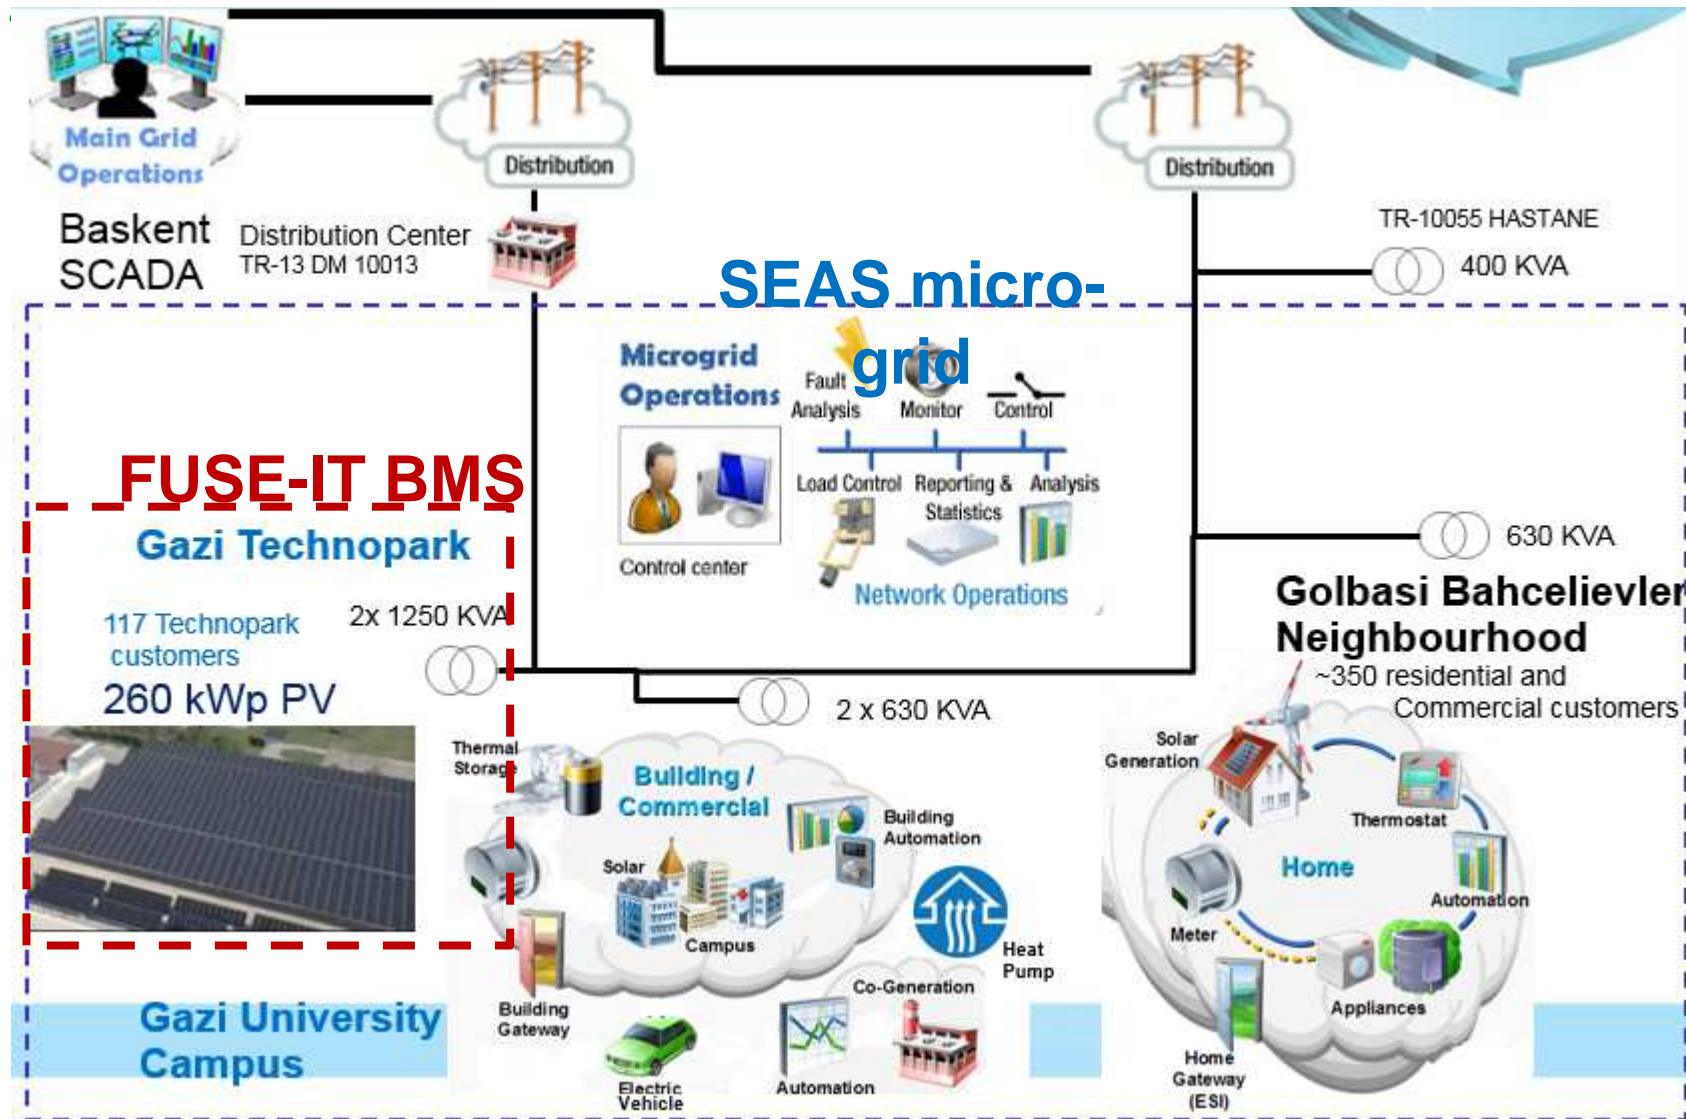 Main Grid
Operations
Baskent
SCADA
Distribution
Distribution Center
TR-13 DM 10013
Distribution
TR-10055 HASTANE
400 KVA
SEAS micro-
grid
Microgrid
Operations
Fault
Analysis
Monitor
Control
Load Control
Reporting &
Statistics
Analysis
Control center
Network Operations
FUSE-IT BMS
Gazi Technopark
117 Technopark
customers
260 kWp PV
2x 1250 KVA
2 x 630 KVA
630 KVA
Golbasi Bahcelievler
Neighbourhood
~350 residential and
Commercial customers
Thermal
Storage
Building /
Commercial
Building
Automation
Solar
Campus
Heat
Pump
Building
Gateway
Co-Generation
Electric
Vehicle
Automation
Solar
Generation
Thermostat
Home
Automation
Meter
Appliances
Home
Gateway
(ESI)
Gazi University
Campus